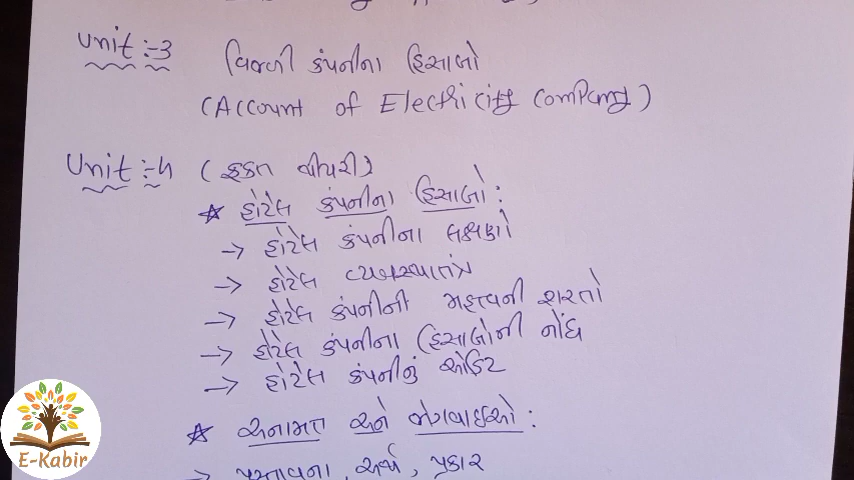 Unit :-3 વિજળી કંપનીના હિસાબો
(Account of Electricity Company)
Unit :-4 (ફક્ત થીયરી)
* હોટેલ કંપનીના હિસાબો :
→ હોટેલ કંપનીના લક્ષણો
→ હોટેલ વ્યવસ્થાતંત્ર
→ હોટેલ કંપનીની મહત્ત્વની શરતો
→ હોટેલ કંપનીના હિસાબોની નોંધ
→ હોટેલ કંપનીનું ઓડિટ
* અનામત અને જોગવાઇઓ :
→ પ્રસ્તાવના, અર્થ, પ્રકાર
E-Kabir